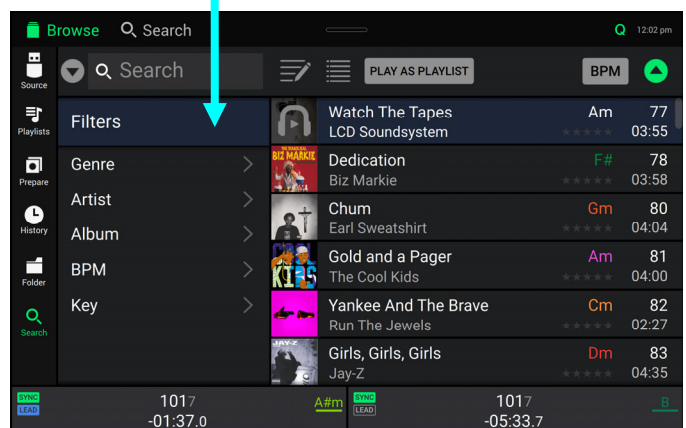 Browse Search Q 12:02 pm
Source Search PLAY AS PLAYLIST BPM
Playlists
Prepare
History
Folder
Search
Filters
Genre
Artist
Album
BPM
Key
Watch The Tapes Am 77
LCD Soundsystem 03:55
BIZ MARKIE
Dedication F# 78
Biz Markie 03:58
Chum Gm 80
Earl Sweatshirt 04:04
KIDS
Gold and a Pager Am 81
The Cool Kids 04:00
Yankee And The Brave Cm 82
Run The Jewels 02:27
JAY-Z
Girls, Girls, Girls Dm 83
Jay-Z 04:35
SYNC 1017 A#m SYNC 1017 B
LEAD -01:37.0 LEAD -05:33.7